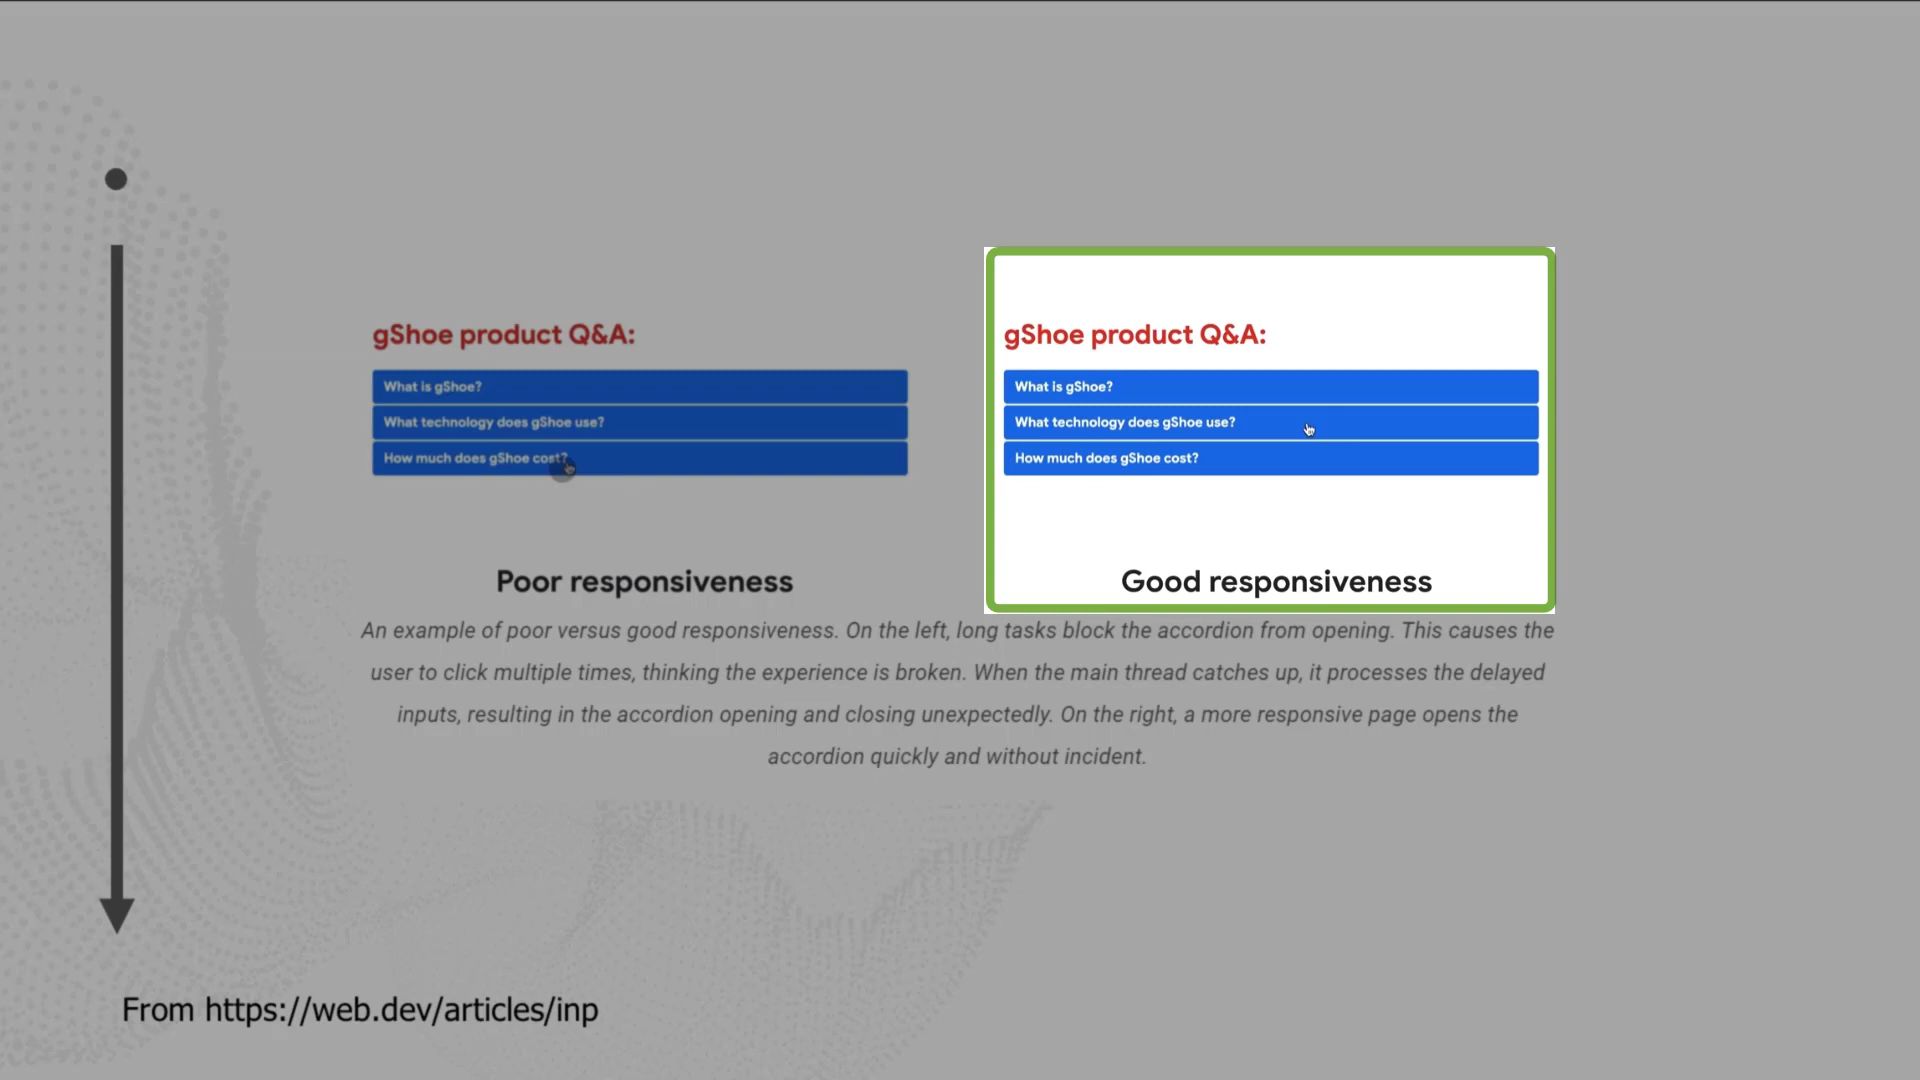 gShoe product Q&A:
What is gShoe?
What technology does gShoe use?
How much does gShoe cost?
Poor responsiveness
gShoe product Q&A:
What is gShoe?
What technology does gShoe use?
How much does gShoe cost?
Good responsiveness
An example of poor versus good responsiveness. On the left, long tasks block the accordion from opening. This causes the
user to click multiple times, thinking the experience is broken. When the main thread catches up, it processes the delayed
inputs, resulting in the accordion opening and closing unexpectedly. On the right, a more responsive page opens the
accordion quickly and without incident.
From https://web.dev/articles/inp